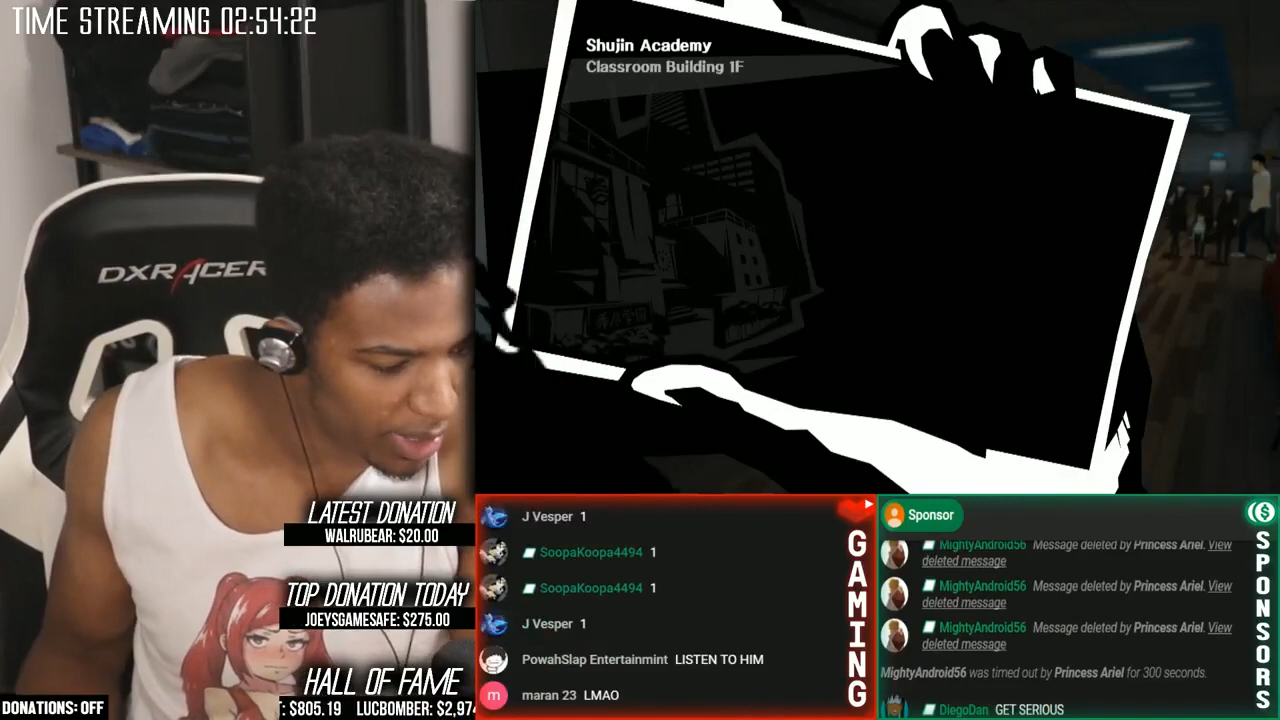 TIME STREAMING 02:54:22
Shujin Academy
Classroom Building 1F
DXRACER
LATEST DONATION
WALRUBEAR: $20.00
TOP DONATION TODAY
JOEYSGAMESAFE: $275.00
HALL OF FAME
DONATIONS: OFF
: $805.19 LUCBOMBER: $2,974
J Vesper 1
SoopaKoopa4494 1
SoopaKoopa4494 1
J Vesper 1
PowahSlap Entertainmint LISTEN TO HIM
m maran 23 LMAO
GAMING
Sponsor
MightyAndroid56 Message deleted by Princess Ariel. View
deleted message
MightyAndroid56 Message deleted by Princess Ariel. View
deleted message
MightyAndroid56 Message deleted by Princess Ariel. View
deleted message
MightyAndroid56 was timed out by Princess Ariel for 300 seconds.
DiegoDan GET SERIOUS
SPONSORS